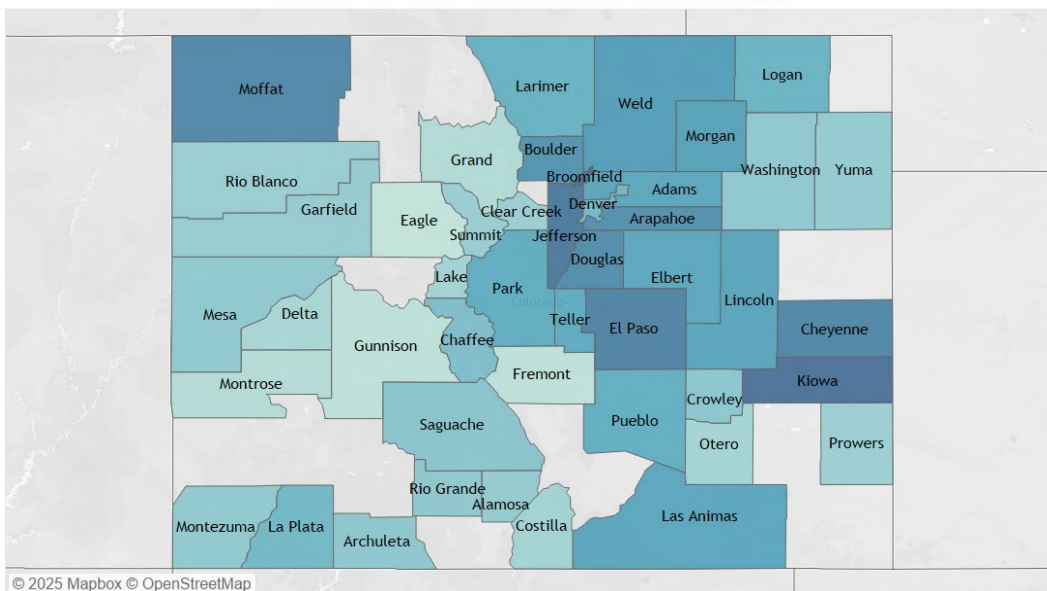 Moffat
Larimer
Weld
Logan
Morgan
Boulder
Grand
Rio Blanco
Broomfield
Washington
Yuma
Adams
Denver
Garfield
Eagle
Clear Creek
Arapahoe
Summit
Jefferson
Douglas
Lake
Elbert
Park
Colorado
Lincoln
Mesa
Delta
Teller
El Paso
Cheyenne
Chaffee
Gunnison
Fremont
Kiowa
Montrose
Crowley
Pueblo
Saguache
Otero
Prowers
Rio Grande
Alamosa
Las Animas
Montezuma
La Plata
Costilla
Archuleta
© 2025 Mapbox © OpenStreetMap